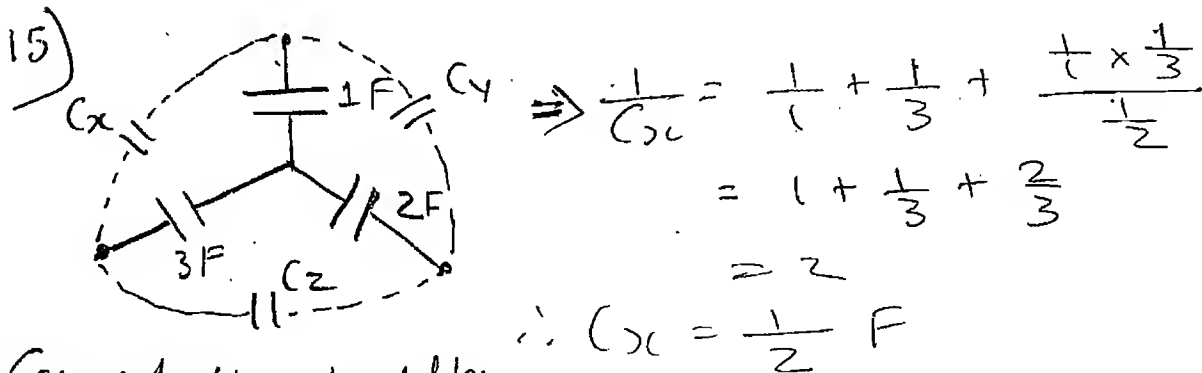 15)
Cx
1F
Cy
⇒ 1/Cx = 1/1 + 1/3 + (1/1 × 1/3)/(1/2)
= 1 + 1/3 + 2/3
3F
2F
Cz
= 2
∴ Cx = 1/2 F